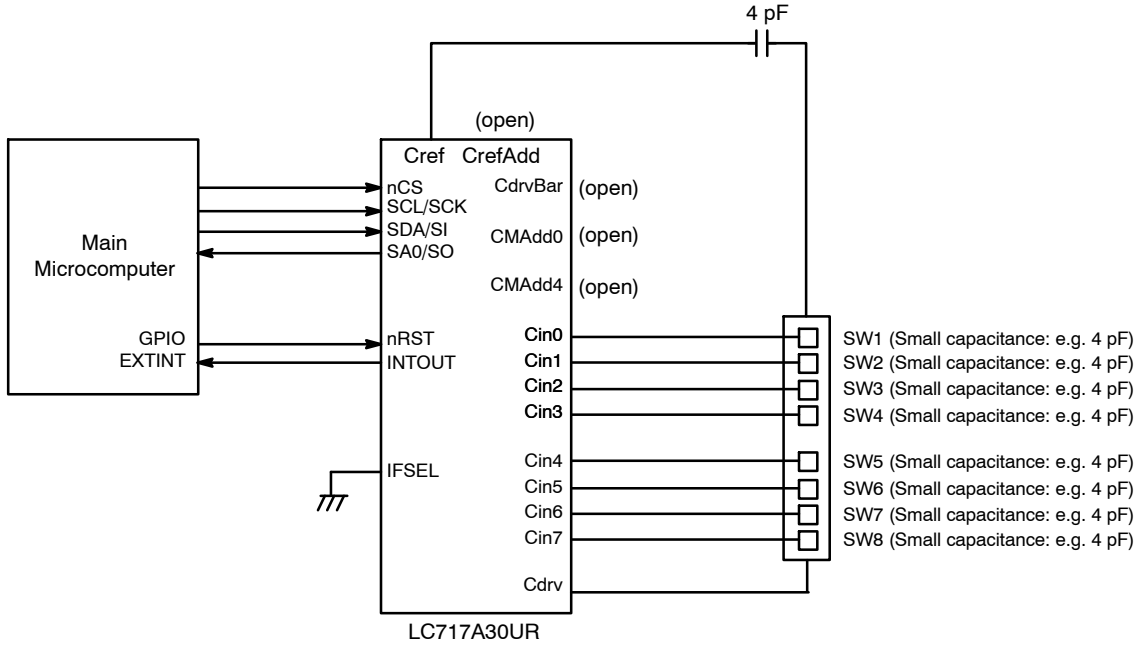 4 pF
(open)
Cref CrefAdd
nCS
CdrvBar (open)
SCL/SCK
SDA/SI
CMAdd0 (open)
Main
Microcomputer
SA0/SO
CMAdd4 (open)
GPIO
nRST
EXTINT
INTOUT
Cin0
SW1 (Small capacitance: e.g. 4 pF)
Cin1
SW2 (Small capacitance: e.g. 4 pF)
Cin2
SW3 (Small capacitance: e.g. 4 pF)
Cin3
SW4 (Small capacitance: e.g. 4 pF)
IFSEL
Cin4
SW5 (Small capacitance: e.g. 4 pF)
Cin5
SW6 (Small capacitance: e.g. 4 pF)
Cin6
SW7 (Small capacitance: e.g. 4 pF)
Cin7
SW8 (Small capacitance: e.g. 4 pF)
Cdrv
LC717A30UR